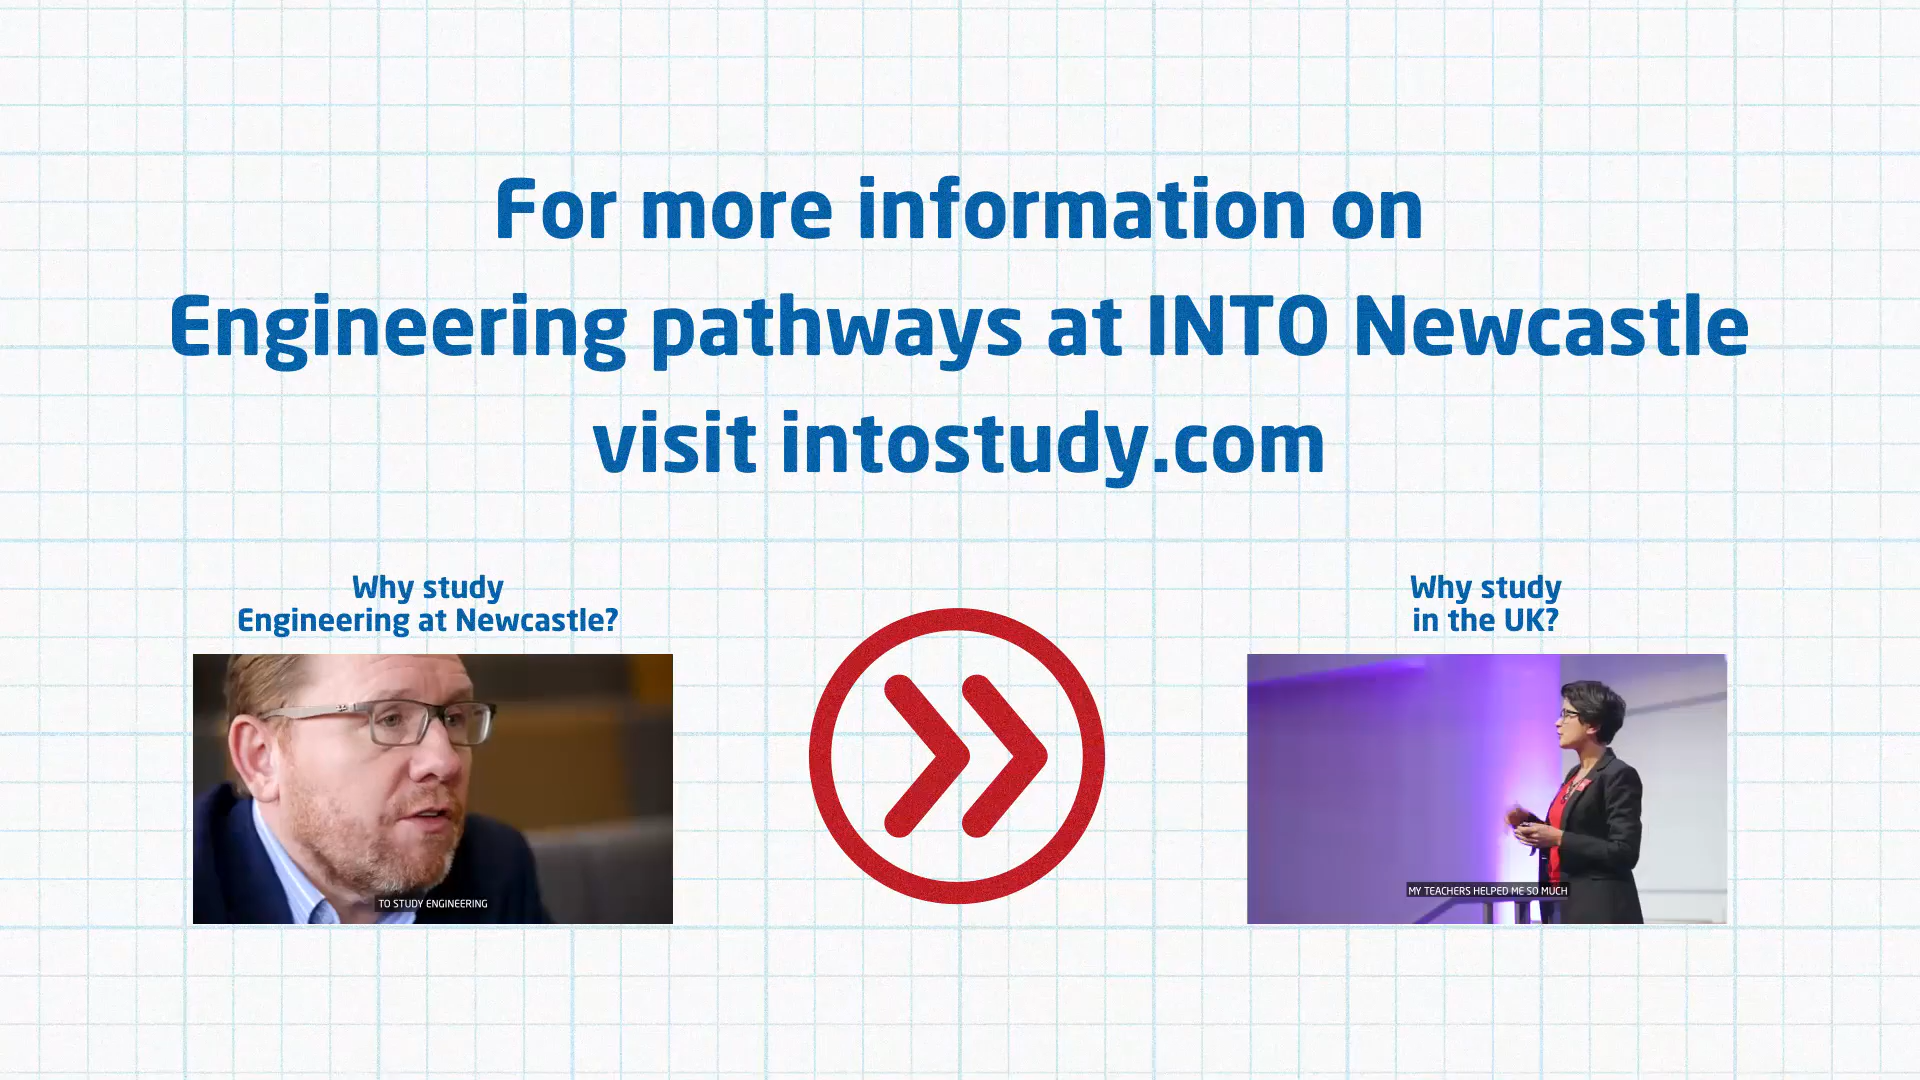 For more information on
Engineering pathways at INTO Newcastle
visit intostudy.com
Why study
Engineering at Newcastle?
TO STUDY ENGINEERING
Why study
in the UK?
MY TEACHERS HELPED ME SO MUCH